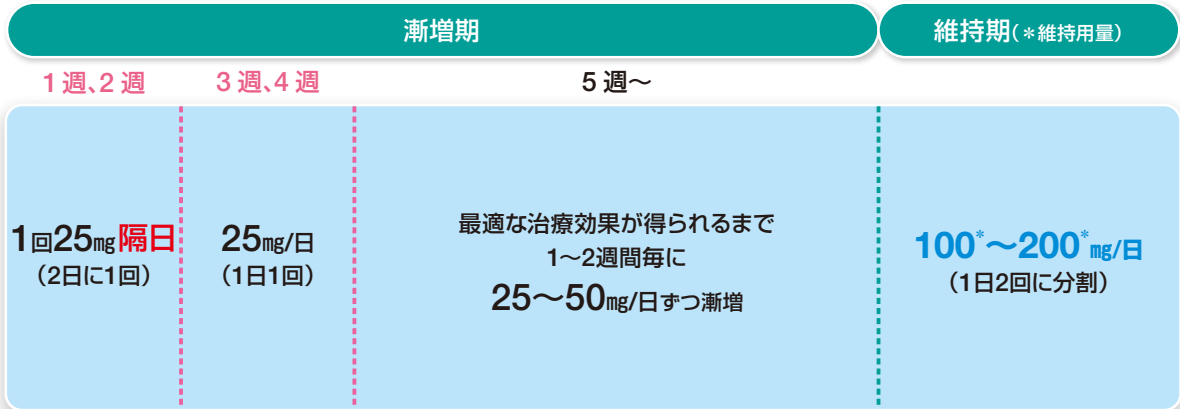 漸増期
維持期(*維持用量)
1週、2週
3週、4週
5週~
1回25mg隔日
(2日に1回)
25mg/日
(1日1回)
最適な治療効果が得られるまで
1~2週間毎に
25~50mg/日ずつ漸増
100*~200*mg/日
(1日2回に分割)